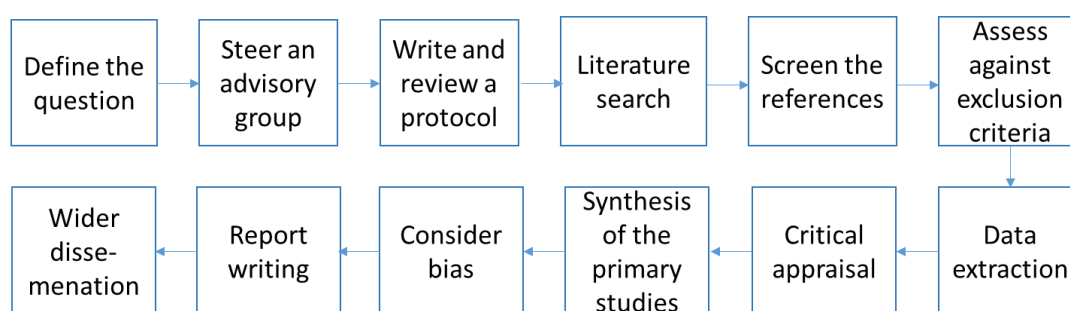 Define the
question
Steer an
advisory
group
Write and
review a
protocol
Literature
search
Screen the
references
Assess
against
exclusion
criteria
Data
extraction
Critical
appraisal
Synthesis
of the
primary
studies
Consider
bias
Report
writing
Wider
disse-
menation